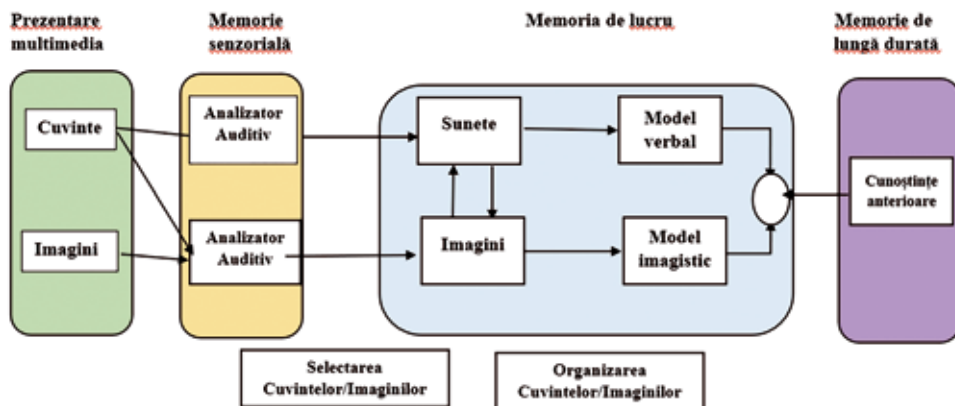 Prezentare
multimedia
Memorie
senzorială
Memoria de lucru
Memorie de
lungă durată
Cuvinte
Imagini
Analizator
Auditiv
Analizator
Auditiv
Sunete
Imagini
Model
verbal
Model
imagistic
Cunoștințe
anterioare
Selectarea
Cuvintelor/Imaginilor
Organizarea
Cuvintelor/Imaginilor